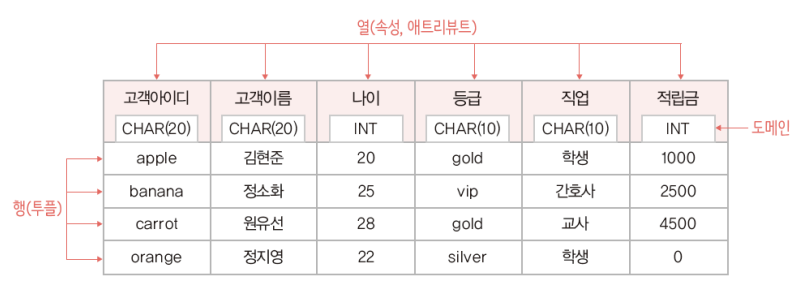 열(속성, 애트리뷰트)
고객아이디 고객이름 나이 등급 직업 적립금
CHAR(20) CHAR(20) INT CHAR(10) CHAR(10) INT
도메인
apple 김현준 20 gold 학생 1000
banana 정소화 25 vip 간호사 2500
행(투플)
carrot 원유선 28 gold 교사 4500
orange 정지영 22 silver 학생 0